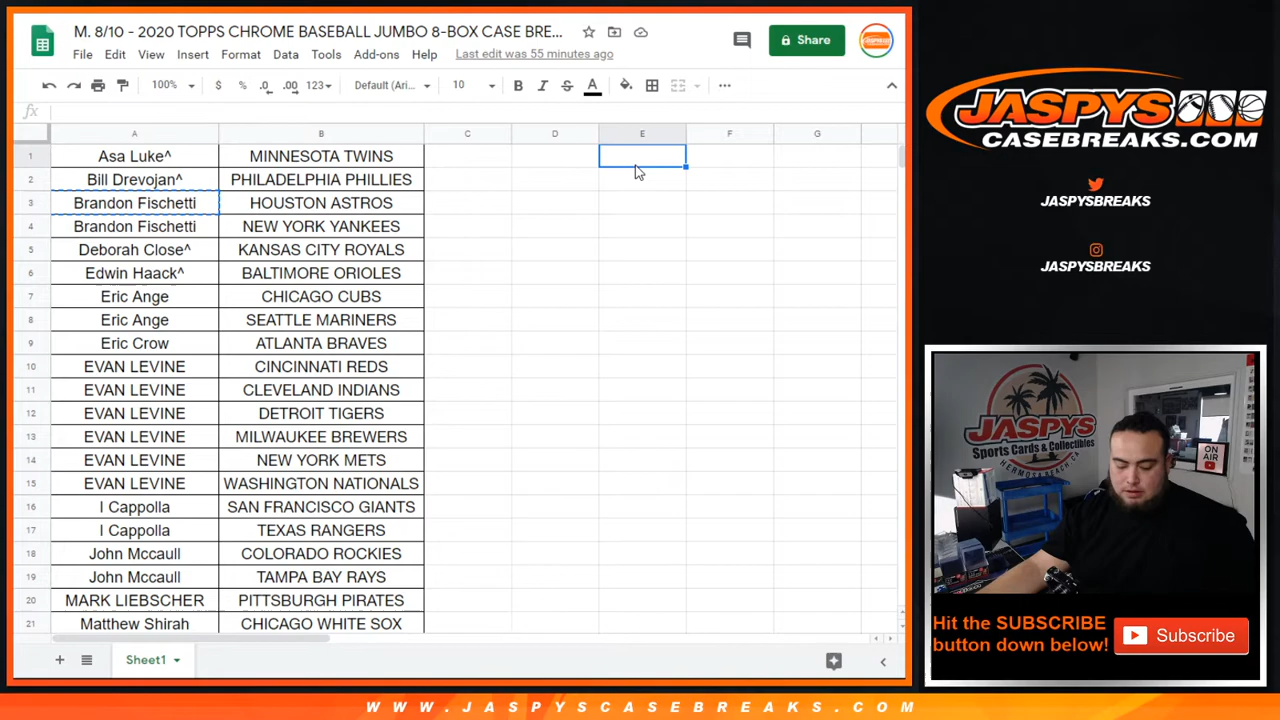 M. 8/10 - 2020 TOPPS CHROME BASEBALL JUMBO 8-BOX CASE BRE...
File Edit View Insert Format Data Tools Add-ons Help Last edit was 55 minutes ago
Share
100% $ % .0 .00 123 Default (Ari... 10 B I S A
fx
A B C D E F G
1 Asa Luke^ MINNESOTA TWINS
2 Bill Drevojan^ PHILADELPHIA PHILLIES
3 Brandon Fischetti HOUSTON ASTROS
4 Brandon Fischetti NEW YORK YANKEES
5 Deborah Close^ KANSAS CITY ROYALS
6 Edwin Haack^ BALTIMORE ORIOLES
7 Eric Ange CHICAGO CUBS
8 Eric Ange SEATTLE MARINERS
9 Eric Crow ATLANTA BRAVES
10 EVAN LEVINE CINCINNATI REDS
11 EVAN LEVINE CLEVELAND INDIANS
12 EVAN LEVINE DETROIT TIGERS
13 EVAN LEVINE MILWAUKEE BREWERS
14 EVAN LEVINE NEW YORK METS
15 EVAN LEVINE WASHINGTON NATIONALS
16 I Cappolla SAN FRANCISCO GIANTS
17 I Cappolla TEXAS RANGERS
18 John Mccaull COLORADO ROCKIES
19 John Mccaull TAMPA BAY RAYS
20 MARK LIEBSCHER PITTSBURGH PIRATES
21 Matthew Shirah CHICAGO WHITE SOX
Sheet1
JASPYS
CASEBREAKS.COM
JASPYSBREAKS
JASPYSBREAKS
JASPYS
Sports Cards & Collectibles
HERMOSA BEACH, CA
ON AIR
Hit the SUBSCRIBE
button down below!
Subscribe
WWW.JASPYSCASEBREAKS.COM